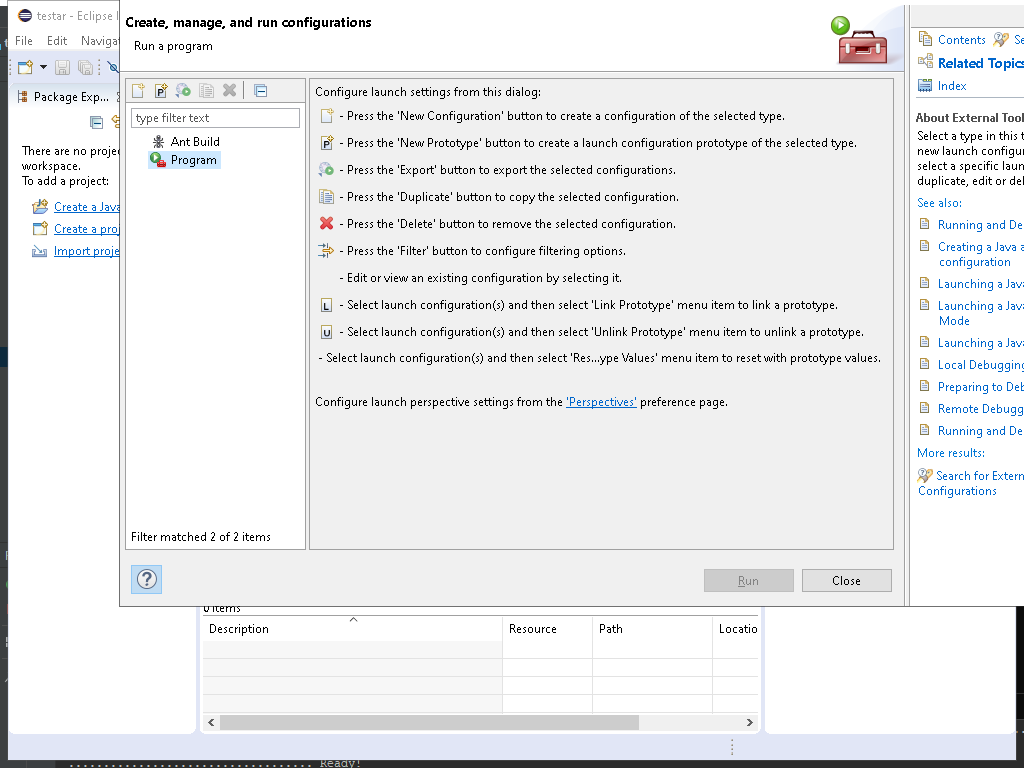 testar - Eclipse I
File Edit Naviga
Package Exp...
There are no proje
workspace.
To add a project:
Create a Java
Create a proj
Import proje
Create, manage, and run configurations
Run a program
type filter text
Ant Build
Program
Filter matched 2 of 2 items
Configure launch settings from this dialog:
- Press the 'New Configuration' button to create a configuration of the selected type.
- Press the 'New Prototype' button to create a launch configuration prototype of the selected type.
- Press the 'Export' button to export the selected configurations.
- Press the 'Duplicate' button to copy the selected configuration.
- Press the 'Delete' button to remove the selected configuration.
- Press the 'Filter' button to configure filtering options.
- Edit or view an existing configuration by selecting it.
L - Select launch configuration(s) and then select 'Link Prototype' menu item to link a prototype.
U - Select launch configuration(s) and then select 'Unlink Prototype' menu item to unlink a prototype.
- Select launch configuration(s) and then select 'Res...ype Values' menu item to reset with prototype values.
Configure launch perspective settings from the 'Perspectives' preference page.
Run Close
Contents Se
Related Topics
Index
About External Tool
Select a type in this t
new launch configur
select a specific laun
duplicate, edit or del
See also:
Running and De
Creating a Java a
configuration
Launching a Java
Launching a Java
Mode
Launching a Java
Local Debugging
Preparing to Deb
Remote Debugg
Running and De
More results:
Search for Extern
Configurations
0 items
Description Resource Path Locatio
Ready!